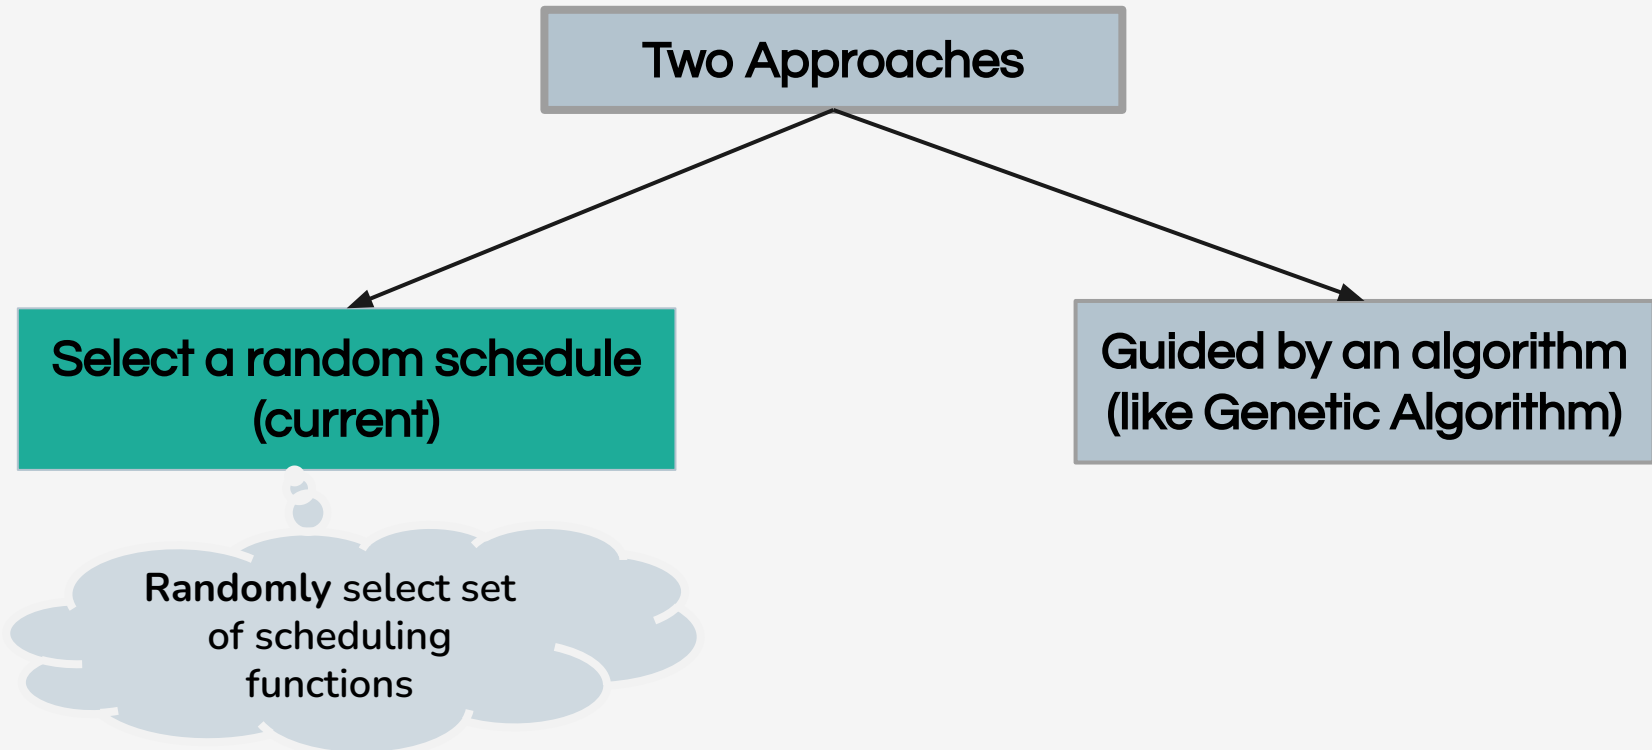 Two Approaches
Select a random schedule
(current)
Guided by an algorithm
(like Genetic Algorithm)
Randomly select set
of scheduling
functions